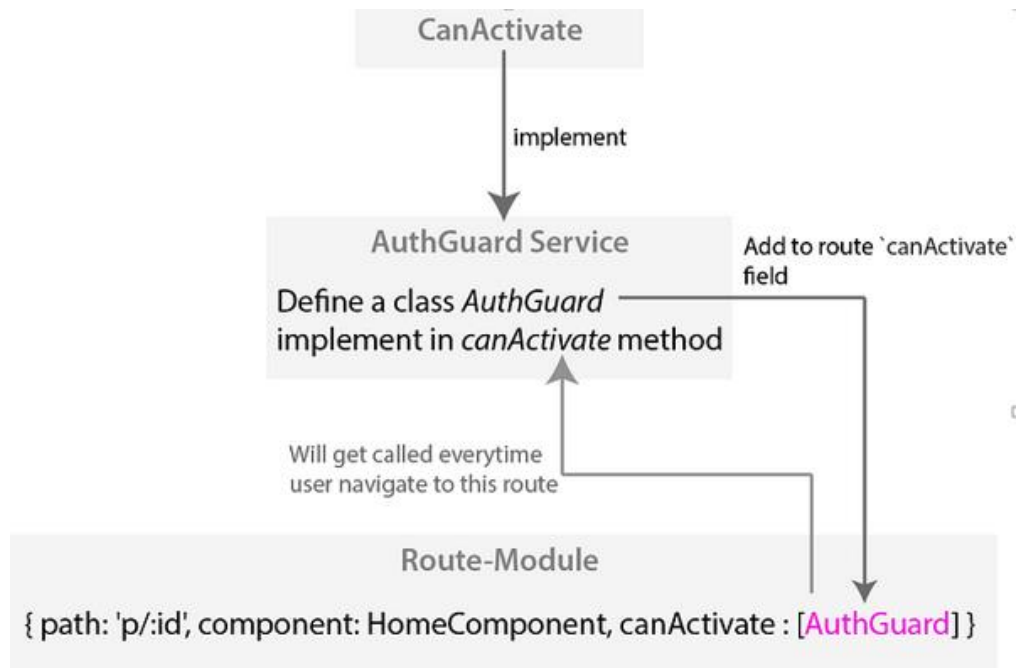 CanActivate
implement
AuthGuard Service
Define a class AuthGuard
implement in canActivate method
Add to route `canActivate`
field
Will get called everytime
user navigate to this route
Route-Module
{ path: 'p/:id', component: HomeComponent, canActivate : [AuthGuard] }